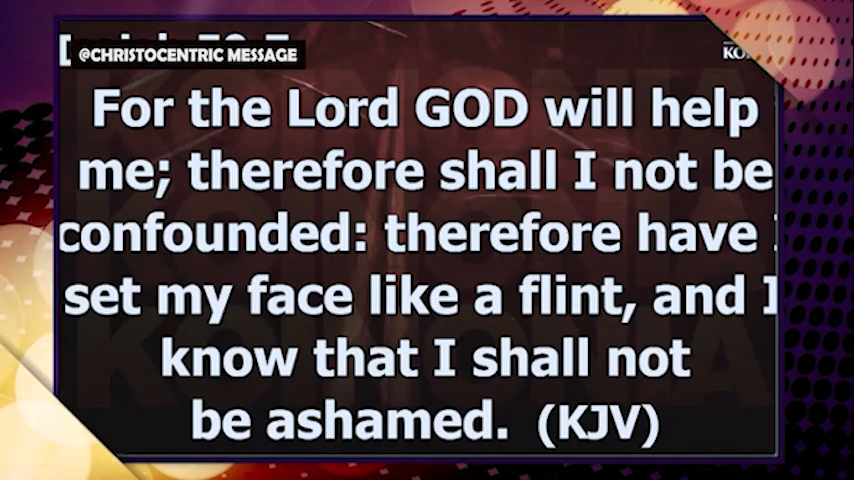 @CHRISTOCENTRIC MESSAGE
For the Lord GOD will help
me; therefore shall I not be
confounded: therefore have I
set my face like a flint, and I
know that I shall not
be ashamed. (KJV)